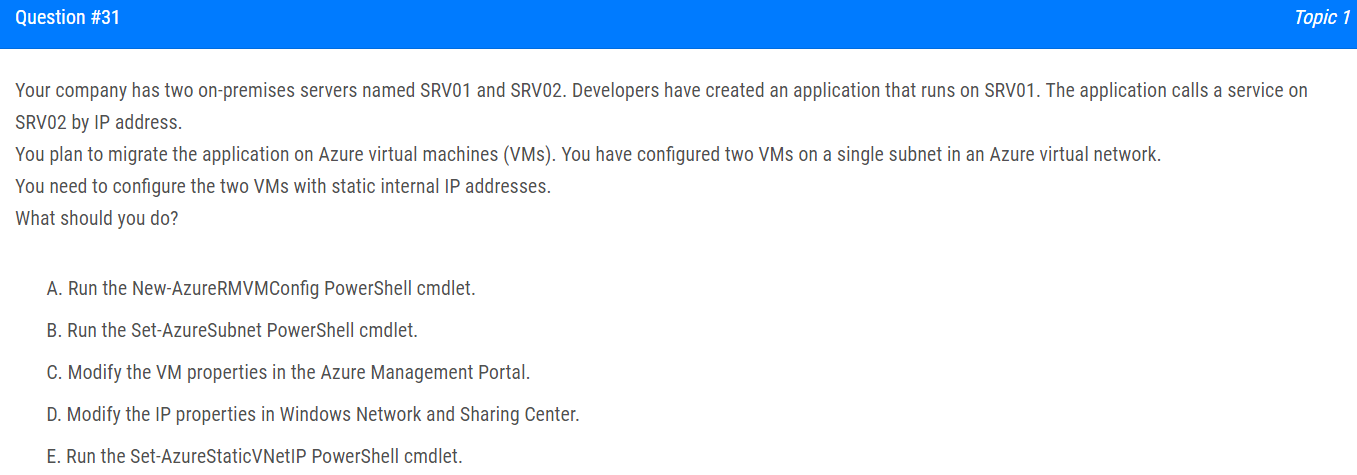 Question #31
Topic 1
Your company has two on-premises servers named SRV01 and SRV02. Developers have created an application that runs on SRV01. The application calls a service on
SRV02 by IP address.
You plan to migrate the application on Azure virtual machines (VMs). You have configured two VMs on a single subnet in an Azure virtual network.
You need to configure the two VMs with static internal IP addresses.
What should you do?
A. Run the New-AzureRMVMConfig PowerShell cmdlet.
B. Run the Set-AzureSubnet PowerShell cmdlet.
C. Modify the VM properties in the Azure Management Portal.
D. Modify the IP properties in Windows Network and Sharing Center.
E. Run the Set-AzureStaticVNetIP PowerShell cmdlet.